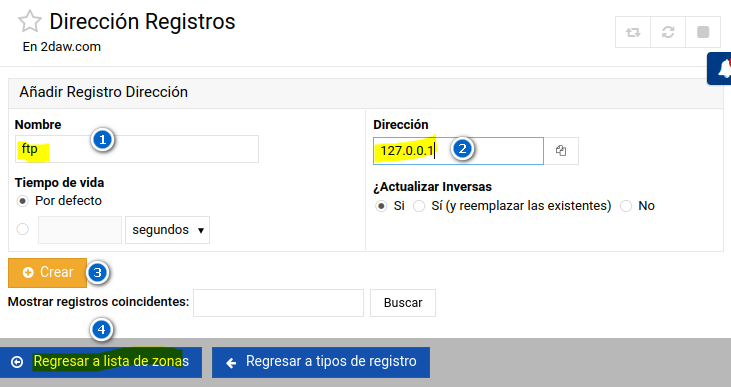 Dirección Registros
En 2daw.com
Añadir Registro Dirección
Nombre
1
ftp
Dirección
127.0.0.1
2
Tiempo de vida
Por defecto
segundos
¿Actualizar Inversas
Si Sí (y reemplazar las existentes) No
Crear 3
Mostrar registros coincidentes: Buscar
4
Regresar a lista de zonas Regresar a tipos de registro